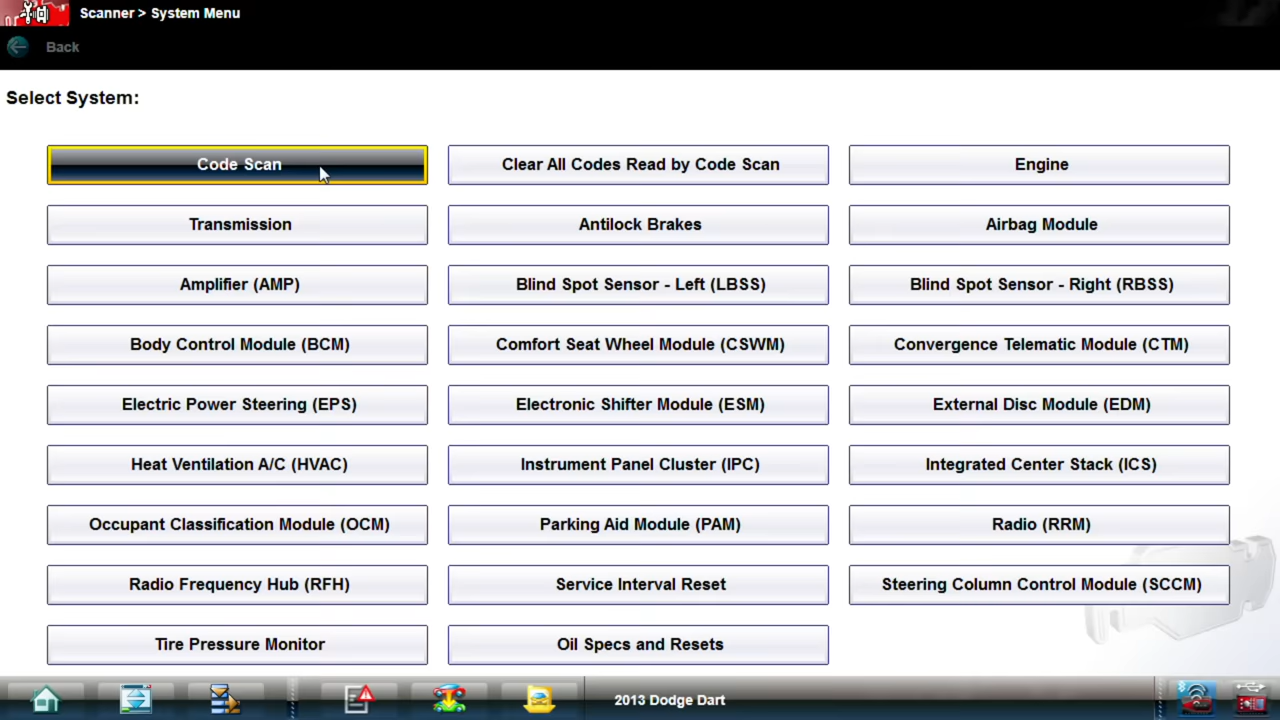 Scanner > System Menu
Back
Select System:
Code Scan
Clear All Codes Read by Code Scan
Engine
Transmission
Antilock Brakes
Airbag Module
Amplifier (AMP)
Blind Spot Sensor - Left (LBSS)
Blind Spot Sensor - Right (RBSS)
Body Control Module (BCM)
Comfort Seat Wheel Module (CSWM)
Convergence Telematic Module (CTM)
Electric Power Steering (EPS)
Electronic Shifter Module (ESM)
External Disc Module (EDM)
Heat Ventilation A/C (HVAC)
Instrument Panel Cluster (IPC)
Integrated Center Stack (ICS)
Occupant Classification Module (OCM)
Parking Aid Module (PAM)
Radio (RRM)
Radio Frequency Hub (RFH)
Service Interval Reset
Steering Column Control Module (SCCM)
Tire Pressure Monitor
Oil Specs and Resets
2013 Dodge Dart